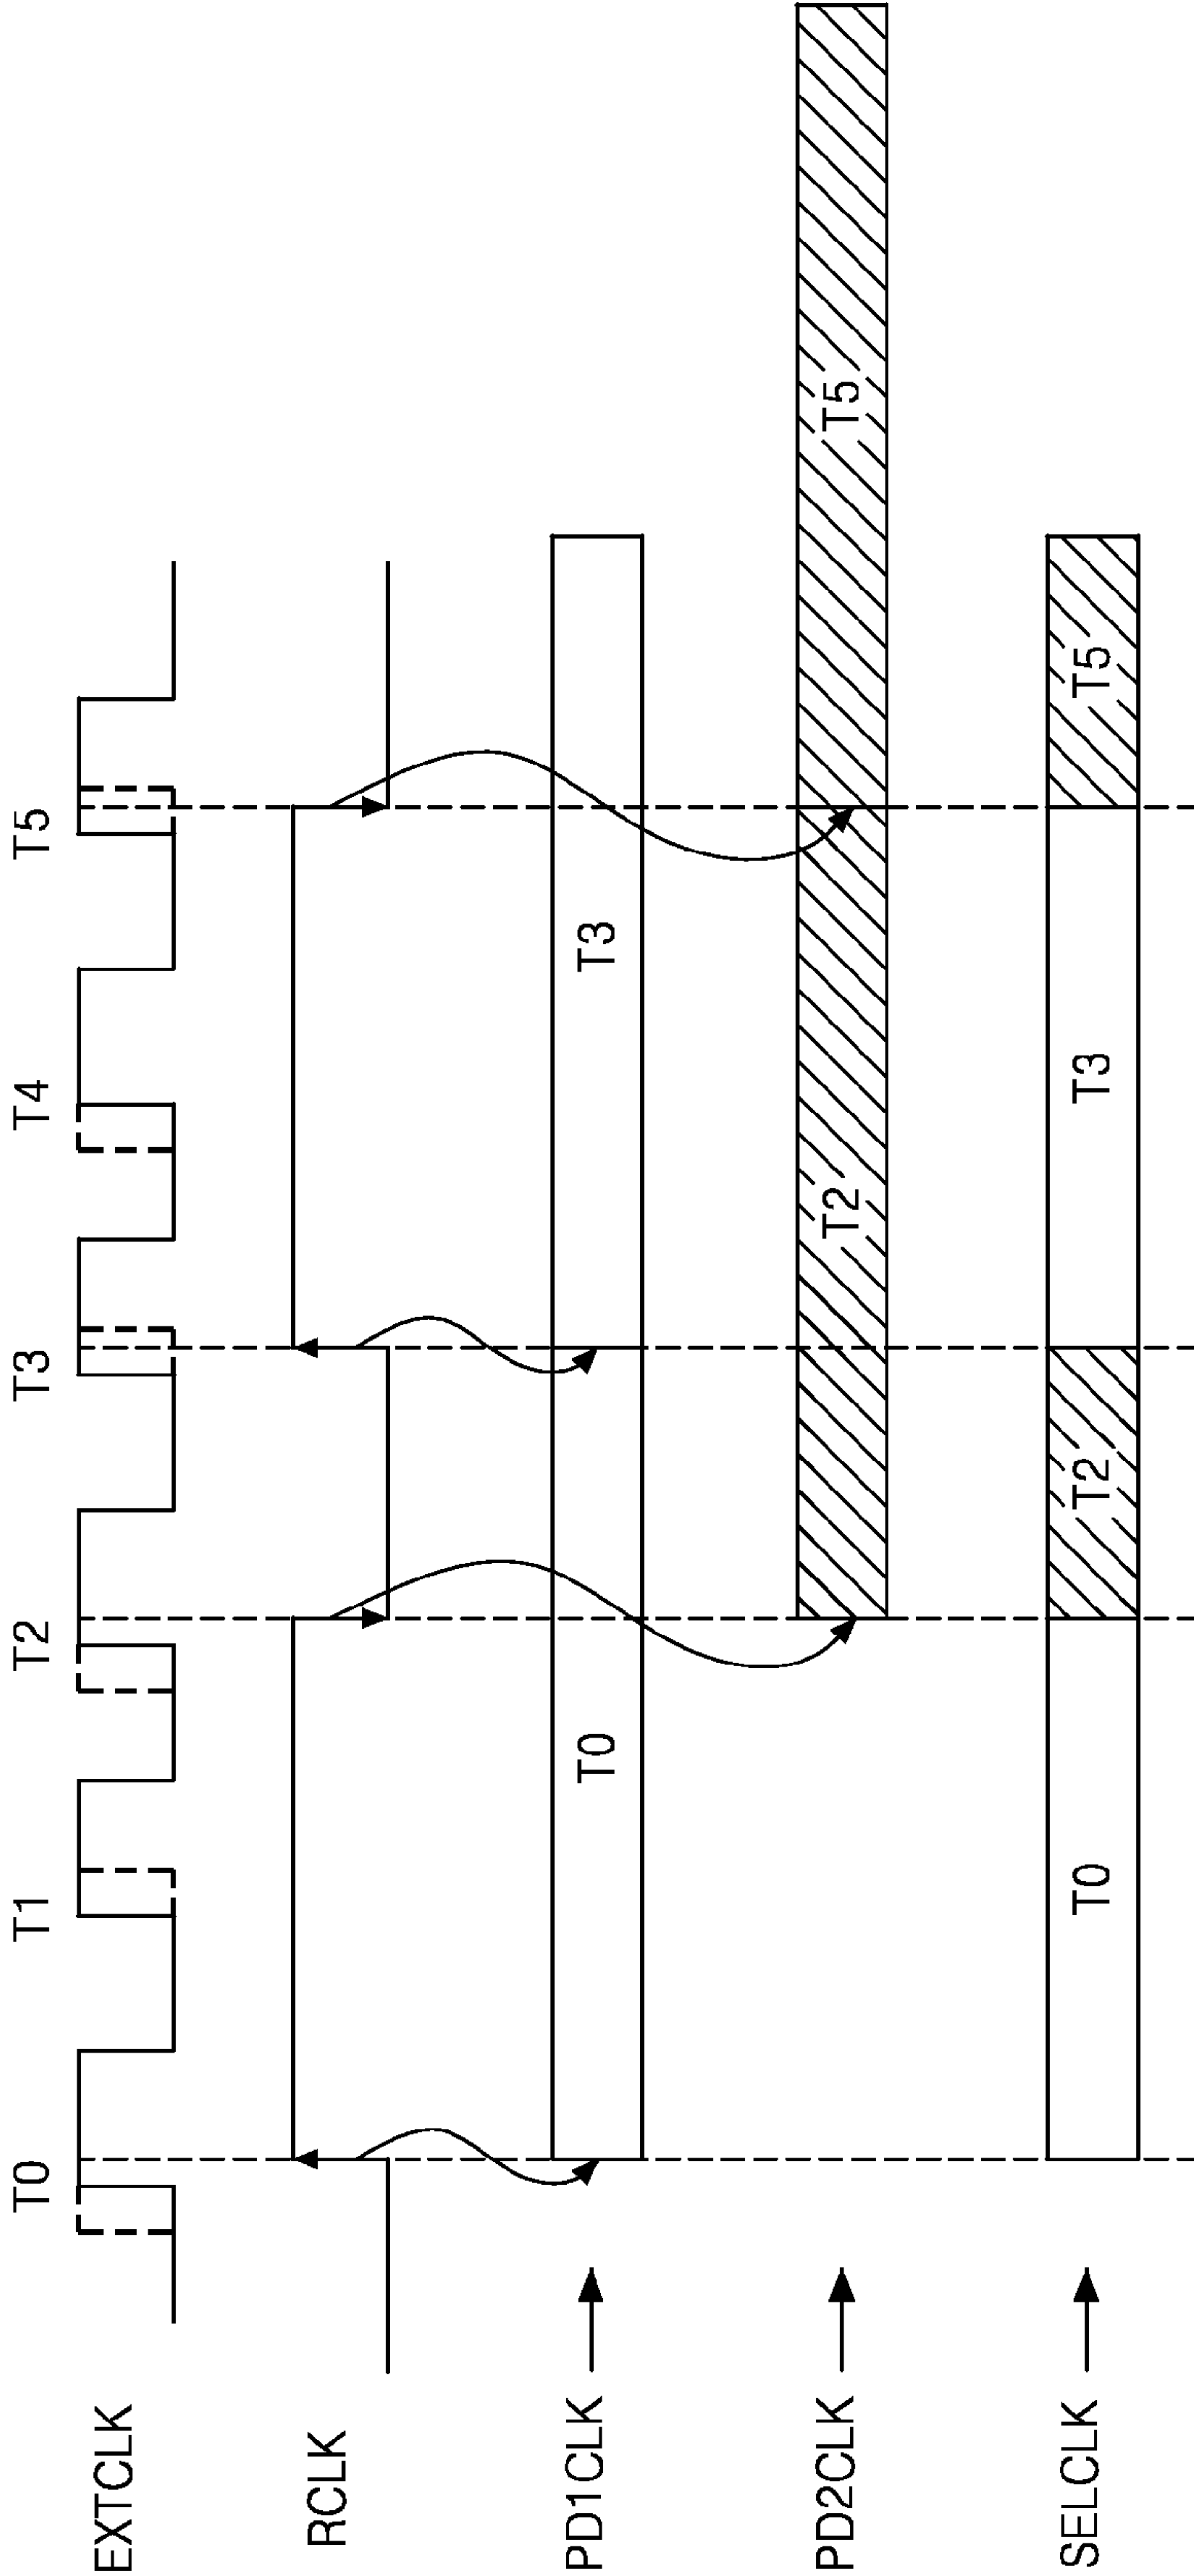 T0 T1 T2 T3 T4 T5
EXTCLK
RCLK
PD1CLK T0 T3
PD2CLK T2 T5
SELCLK T0 T2 T3 T5